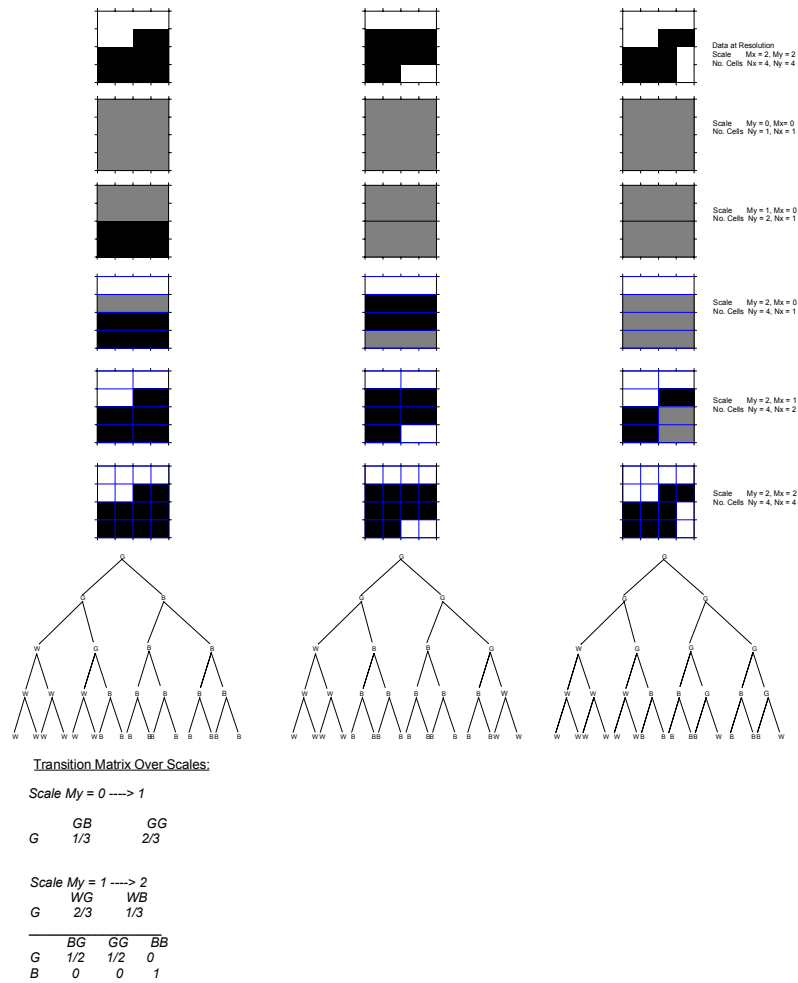 Data at Resolution
Scale Mx = 2, My = 2
No. Cells Nx = 4, Ny = 4
Scale My = 0, Mx= 0
No. Cells Ny = 1, Nx = 1
Scale My = 1, Mx = 0
No. Cells Ny = 2, Nx = 1
Scale My = 2, Mx = 0
No. Cells Ny = 4, Nx = 1
Scale My = 2, Mx = 1
No. Cells Ny = 4, Nx = 2
Scale My = 2, Mx = 2
No. Cells Ny = 4, Nx = 4
G G G
G B G G G G
W G B B W B B G W G G G
W W W B B B B B W W B B B B B W W W W B B G B G
Transition Matrix Over Scales:
Scale My = 0 ----> 1
GB GG
G 1/3 2/3
Scale My = 1 ----> 2
WG WB
G 2/3 1/3
BG GG BB
G 1/2 1/2 0
B 0 0 1